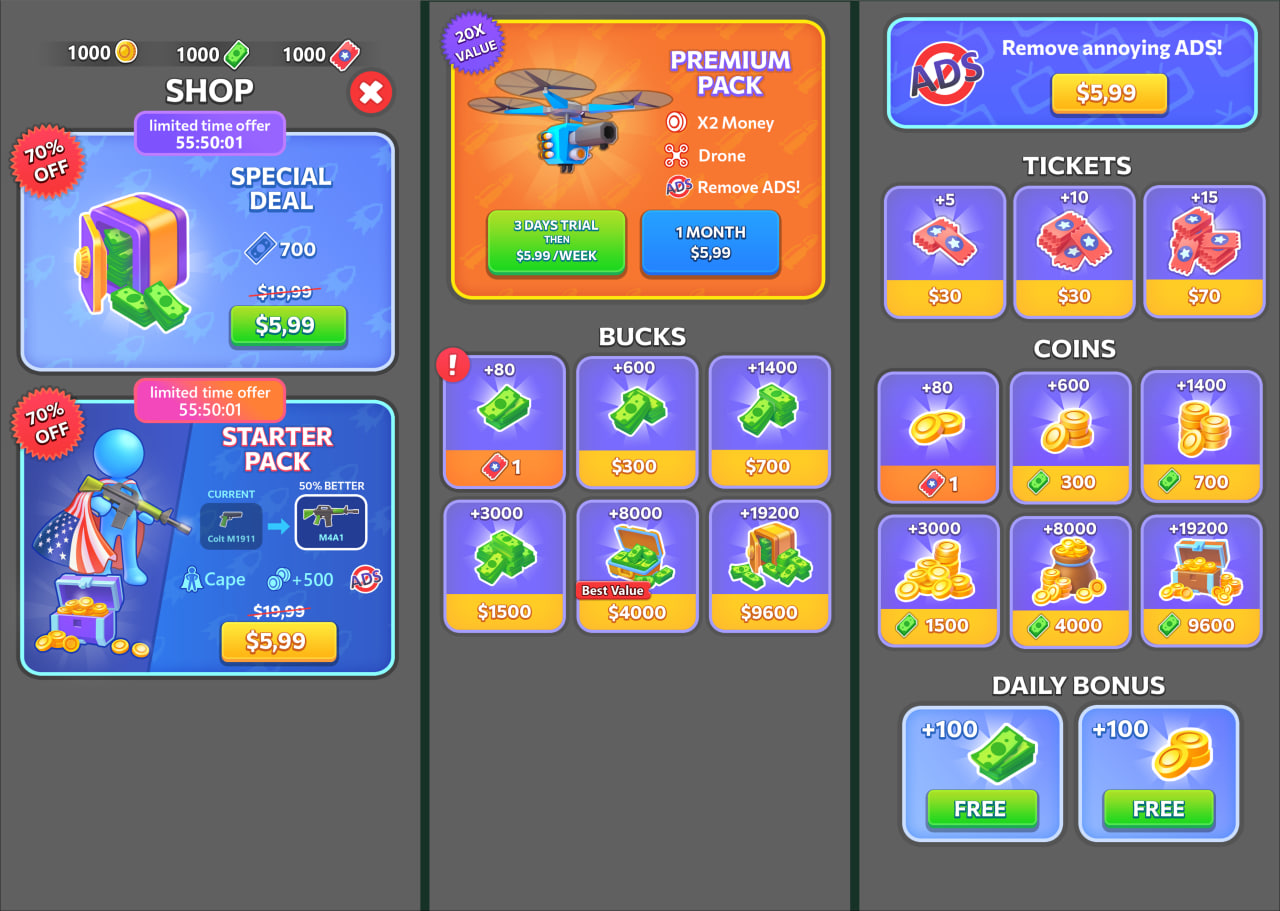 1000
1000
1000
SHOP
limited time offer
55:50:01
70%
OFF
SPECIAL
DEAL
700
$19,99
$5,99
limited time offer
55:50:01
70%
OFF
STARTER
PACK
CURRENT
Colt M1911
50% BETTER
M4A1
Cape
+500
ADS
$19,99
$5,99
20X
VALUE
PREMIUM
PACK
X2 Money
Drone
ADS Remove ADS!
3 DAYS TRIAL
THEN
$5.99 /WEEK
1 MONTH
$5,99
BUCKS
!
+80
+600
+1400
1
$300
$700
+3000
+8000
+19200
Best Value
$1500
$4000
$9600
ADS
Remove annoying ADS!
$5,99
TICKETS
+5
+10
+15
$30
$30
$70
COINS
+80
+600
+1400
1
300
700
+3000
+8000
+19200
1500
4000
9600
DAILY BONUS
+100
+100
FREE
FREE